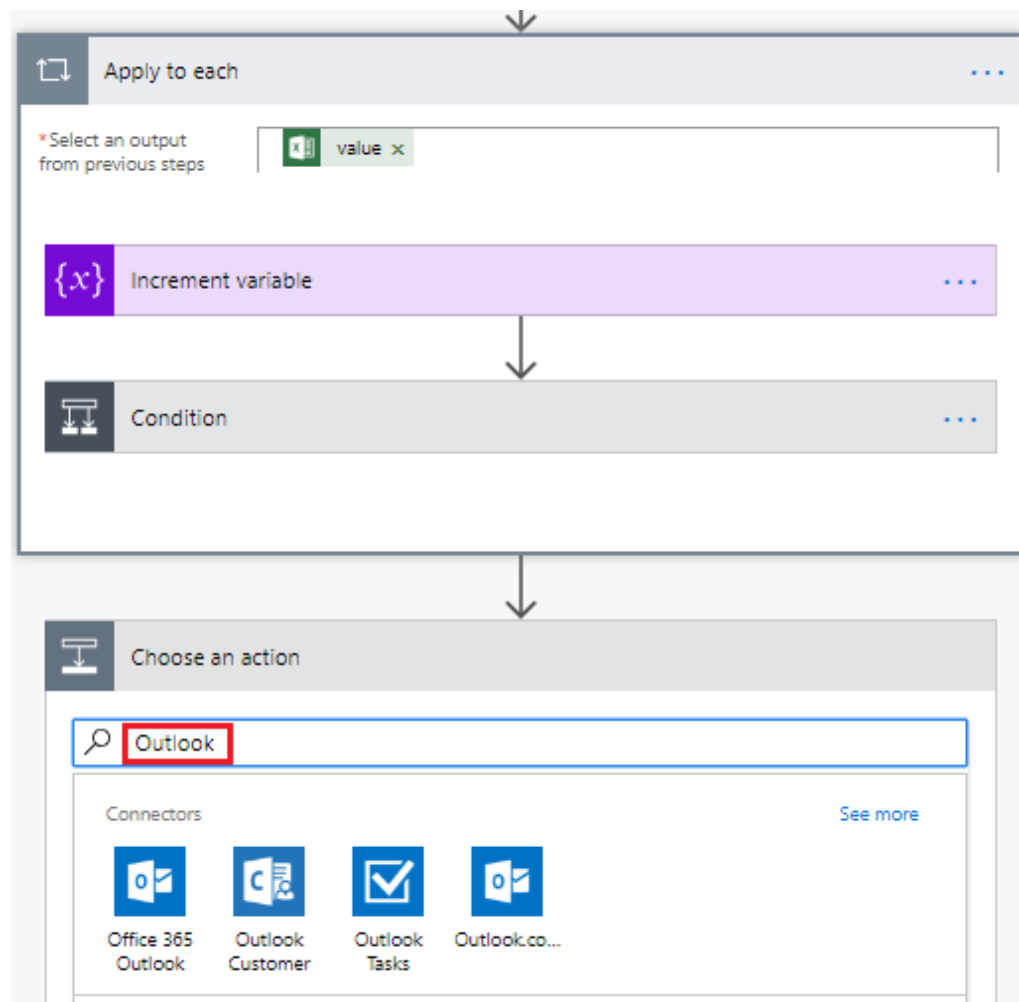 Apply to each
...
*Select an output
from previous steps
value ×
{x} Increment variable
...
Condition
...
Choose an action
Outlook
Connectors
See more
Office 365
Outlook
Outlook
Customer
Outlook
Tasks
Outlook.co...